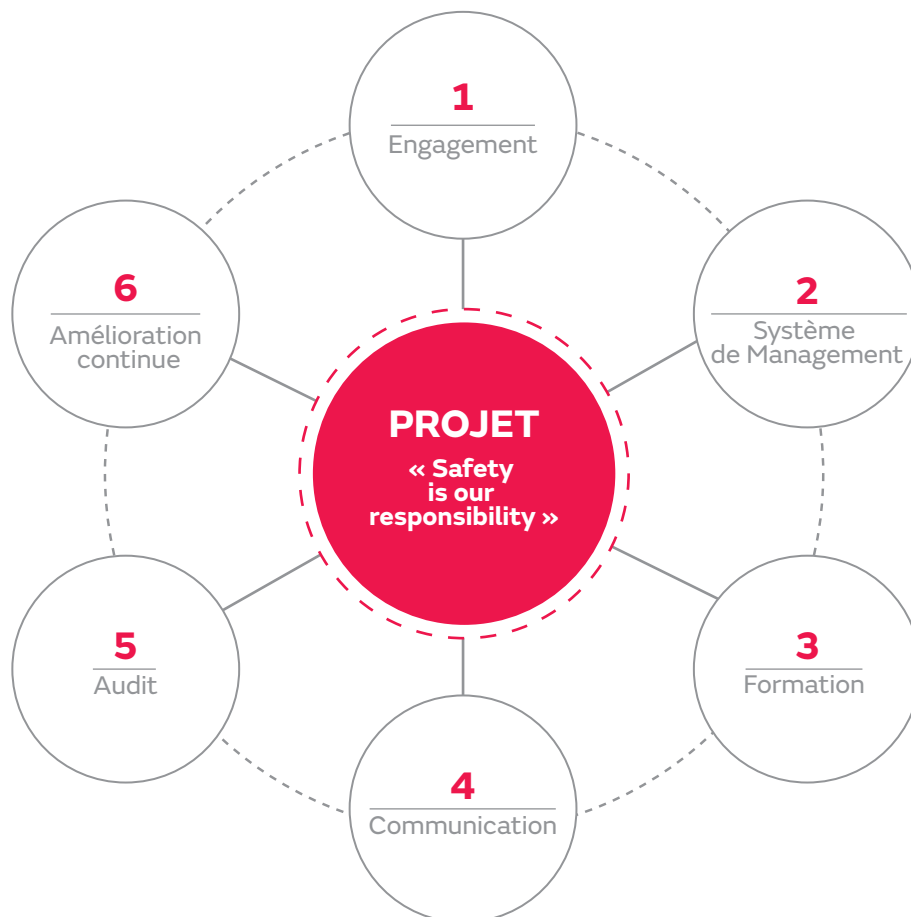 1
Engagement
2
Système
de Management
3
Formation
4
Communication
5
Audit
6
Amélioration
continue
PROJET
« Safety
is our
responsibility »